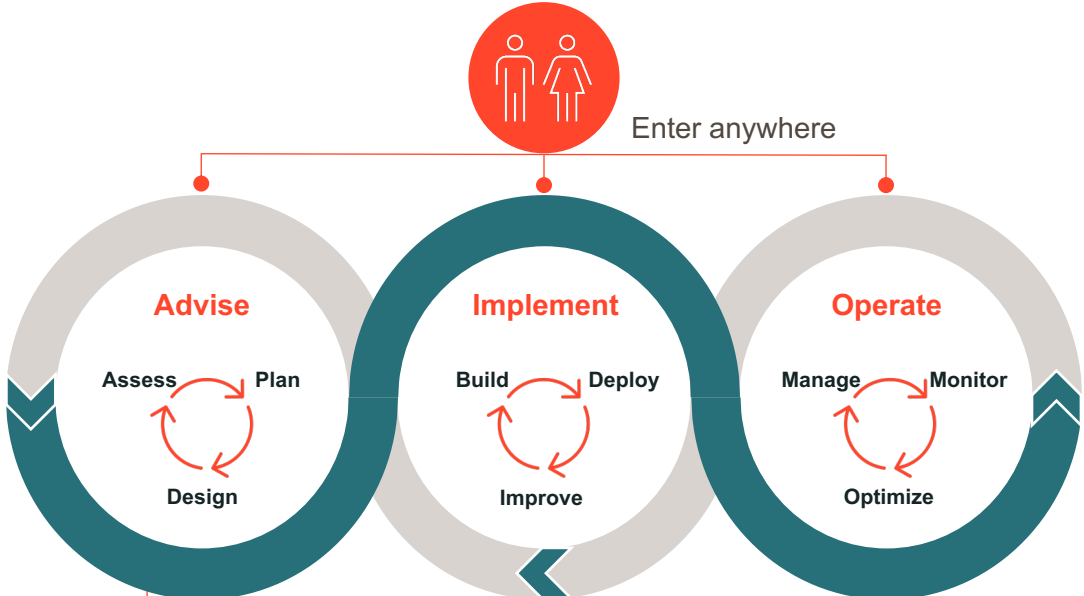 Enter anywhere
Advise
Assess
Plan
Design
Implement
Build
Deploy
Improve
Operate
Manage
Monitor
Optimize